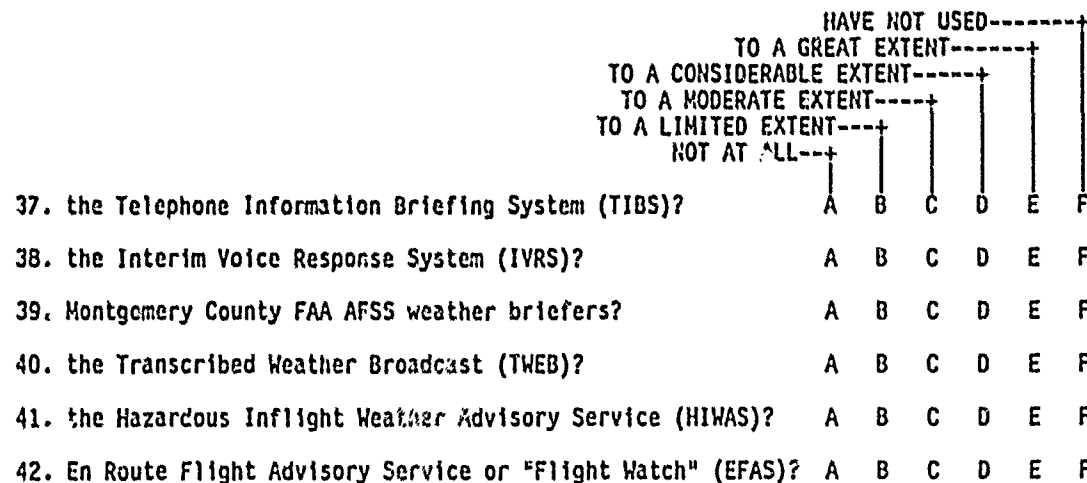 HAVE NOT USED-------+
TO A GREAT EXTENT------+
TO A CONSIDERABLE EXTENT-----+
TO A MODERATE EXTENT----+
TO A LIMITED EXTENT---+
NOT AT ALL--+
37. the Telephone Information Briefing System (TIBS)? A B C D E F
38. the Interim Voice Response System (IVRS)? A B C D E F
39. Montgomery County FAA AFSS weather briefers? A B C D E F
40. the Transcribed Weather Broadcast (TWEB)? A B C D E F
41. the Hazardous Inflight Weather Advisory Service (HIWAS)? A B C D E F
42. En Route Flight Advisory Service or "Flight Watch" (EFAS)? A B C D E F